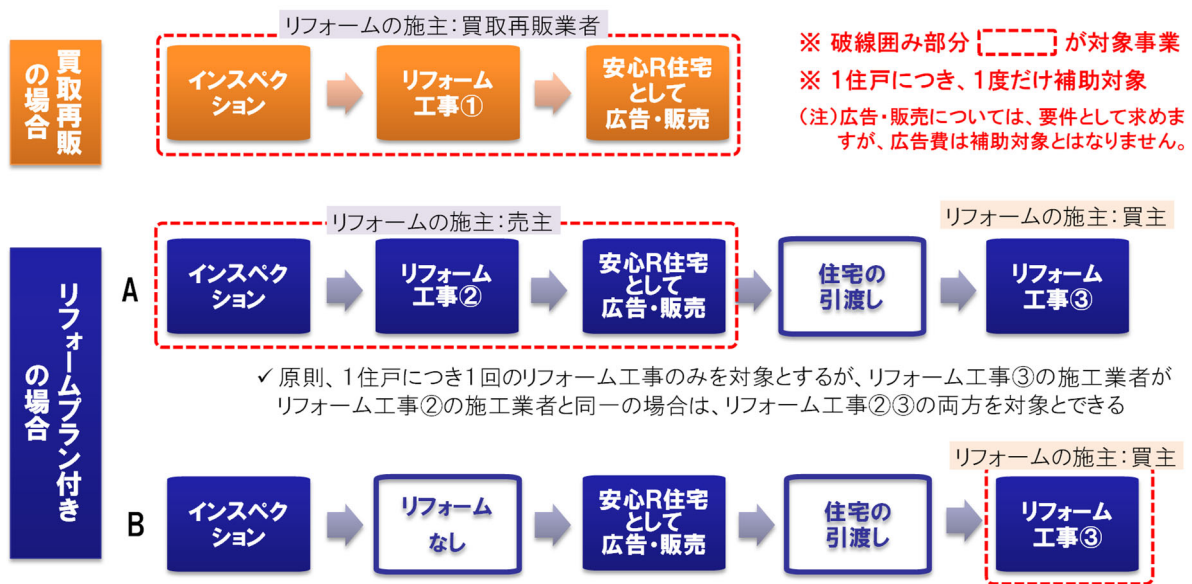 買取再販
の場合
リフォームの施主:買取再販業者
インスペク
ション
リフォーム
工事①
安心R住宅
として
広告・販売
※ 破線囲み部分 が対象事業
※ 1住戸につき、1度だけ補助対象
(注)広告・販売については、要件として求めま
すが、広告費は補助対象とはなりません。
リフォームプラン付き
の場合
A
リフォームの施主:売主
インスペク
ション
リフォーム
工事②
安心R住宅
として
広告・販売
住宅の
引渡し
リフォームの施主:買主
リフォーム
工事③
✓原則、1住戸につき1回のリフォーム工事のみを対象とするが、リフォーム工事③の施工業者が
リフォーム工事②の施工業者と同一の場合は、リフォーム工事②③の両方を対象とできる
B
インスペク
ション
リフォーム
なし
安心R住宅
として
広告・販売
住宅の
引渡し
リフォームの施主:買主
リフォーム
工事③